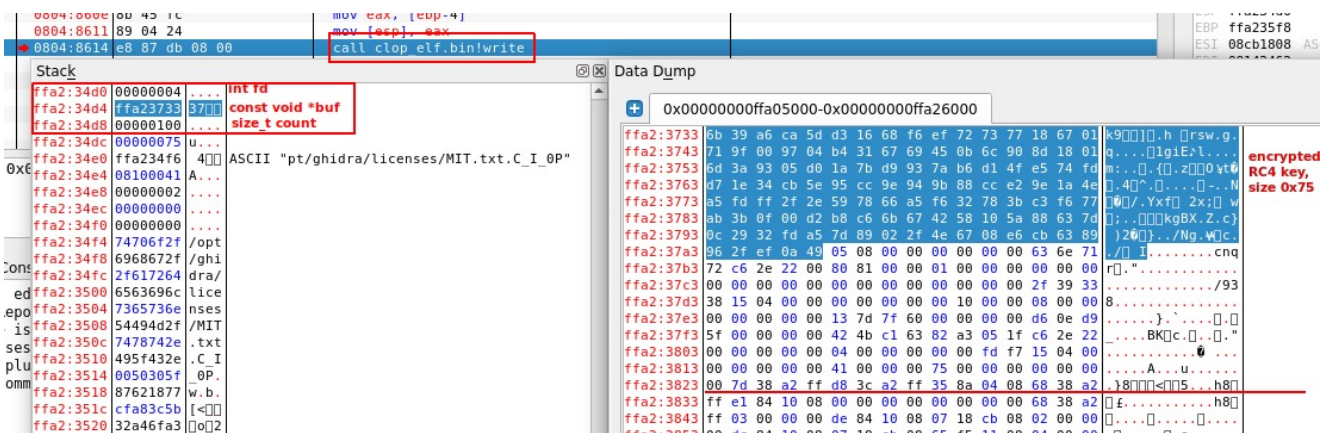 0804:860e 8b 45 fc mov eax, [ebp-4]
0804:8611 89 04 24 mov [esp], eax
0804:8614 e8 87 db 08 00 call clop_elf.bin!write
EBP ffa235f8
ESI 08cb1808 AS
Stack
ffa2:34d0 00000004 .... int fd
ffa2:34d4 ffa23733 37 const void *buf
ffa2:34d8 00000100 .... size_t count
ffa2:34dc 00000075 u...
ffa2:34e0 ffa234f6 4 ASCII "pt/ghidra/licenses/MIT.txt.C_I_0P"
ffa2:34e4 08100041 A...
ffa2:34e8 00000002 ....
ffa2:34ec 00000000 ....
ffa2:34f0 00000000 ....
ffa2:34f4 74706f2f /opt
ffa2:34f8 6968672f /ghi
ffa2:34fc 2f617264 dra/
ffa2:3500 6563696c lice
ffa2:3504 7365736e nses
ffa2:3508 54494d2f /MIT
ffa2:350c 7478742e .txt
ffa2:3510 495f432e .C_I
ffa2:3514 0050305f _0P.
ffa2:3518 87621877 w.b.
ffa2:351c cfa83c5b [<
ffa2:3520 32a46fa3 o 2
Data Dump
0x00000000ffa05000-0x00000000ffa26000
ffa2:3733 6b 39 a6 ca 5d d3 16 68 f6 ef 72 73 77 18 67 01
ffa2:3743 71 9f 00 97 04 b4 31 67 69 45 0b 6c 90 8d 18 01
ffa2:3753 6d 3a 93 05 d0 1a 7b d9 93 7a b6 d1 4f e5 74 fd
ffa2:3763 d7 1e 34 cb 5e 95 cc 9e 94 9b 88 cc e2 9e 1a 4e
ffa2:3773 a5 fd ff 2f 2e 59 78 66 a5 f6 32 78 3b c3 f6 77
ffa2:3783 ab 3b 0f 00 d2 b8 c6 6b 67 42 58 10 5a 88 63 7d
ffa2:3793 0c 29 32 fd a5 7d 89 02 2f 4e 67 08 e6 cb 63 89
ffa2:37a3 96 2f ef 0a 49 05 08 00 00 00 00 00 00 63 6e 71
ffa2:37b3 72 c6 2e 22 00 80 81 00 00 01 00 00 00 00 00 00
ffa2:37c3 00 00 00 00 00 00 00 00 00 00 00 00 00 2f 39 33
ffa2:37d3 38 15 04 00 00 00 00 00 00 10 00 00 08 00 00
ffa2:37e3 00 00 00 00 13 7d 7f 60 00 00 00 00 d6 0e d9
ffa2:37f3 5f 00 00 00 00 42 4b c1 63 82 a3 05 1f c6 2e 22
ffa2:3803 00 00 00 00 00 04 00 00 00 00 00 fd f7 15 04 00
ffa2:3813 00 00 00 00 00 41 00 00 00 75 00 00 00 00 00 00
ffa2:3823 00 7d 38 a2 ff d8 3c a2 ff 35 8a 04 08 68 38 a2
ffa2:3833 ff e1 84 10 08 00 00 00 00 00 00 00 00 68 38 a2
ffa2:3843 ff 03 00 00 00 de 84 10 08 07 18 cb 08 02 00 00
encrypted
RC4 key,
size 0x75